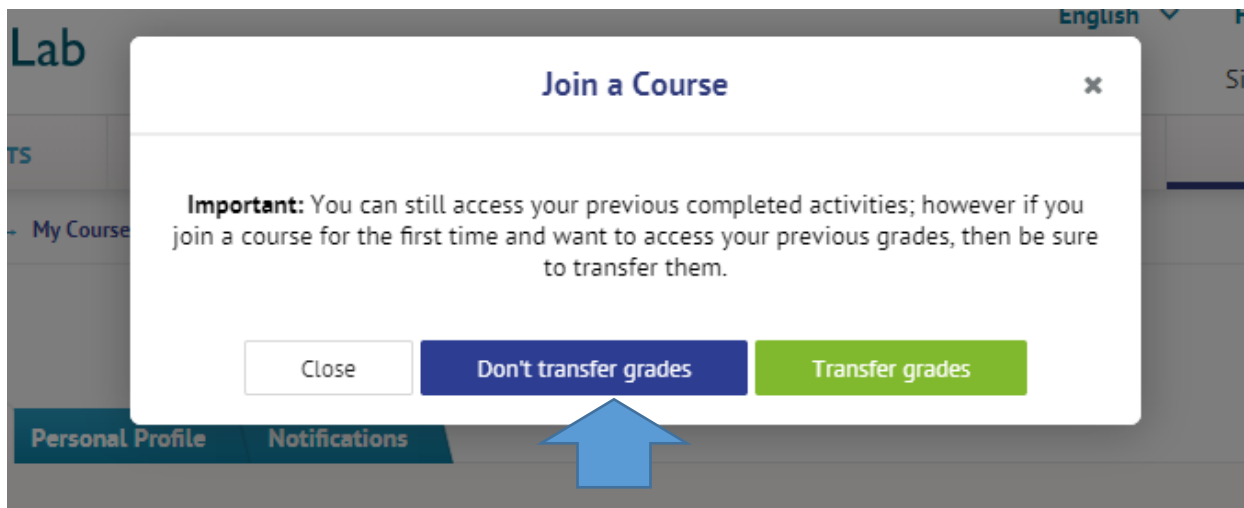 English
Lab
Join a Course
Si
TS
Important: You can still access your previous completed activities; however if you
join a course for the first time and want to access your previous grades, then be sure
to transfer them.
My Course
Close
Don't transfer grades
Transfer grades
Personal Profile
Notifications